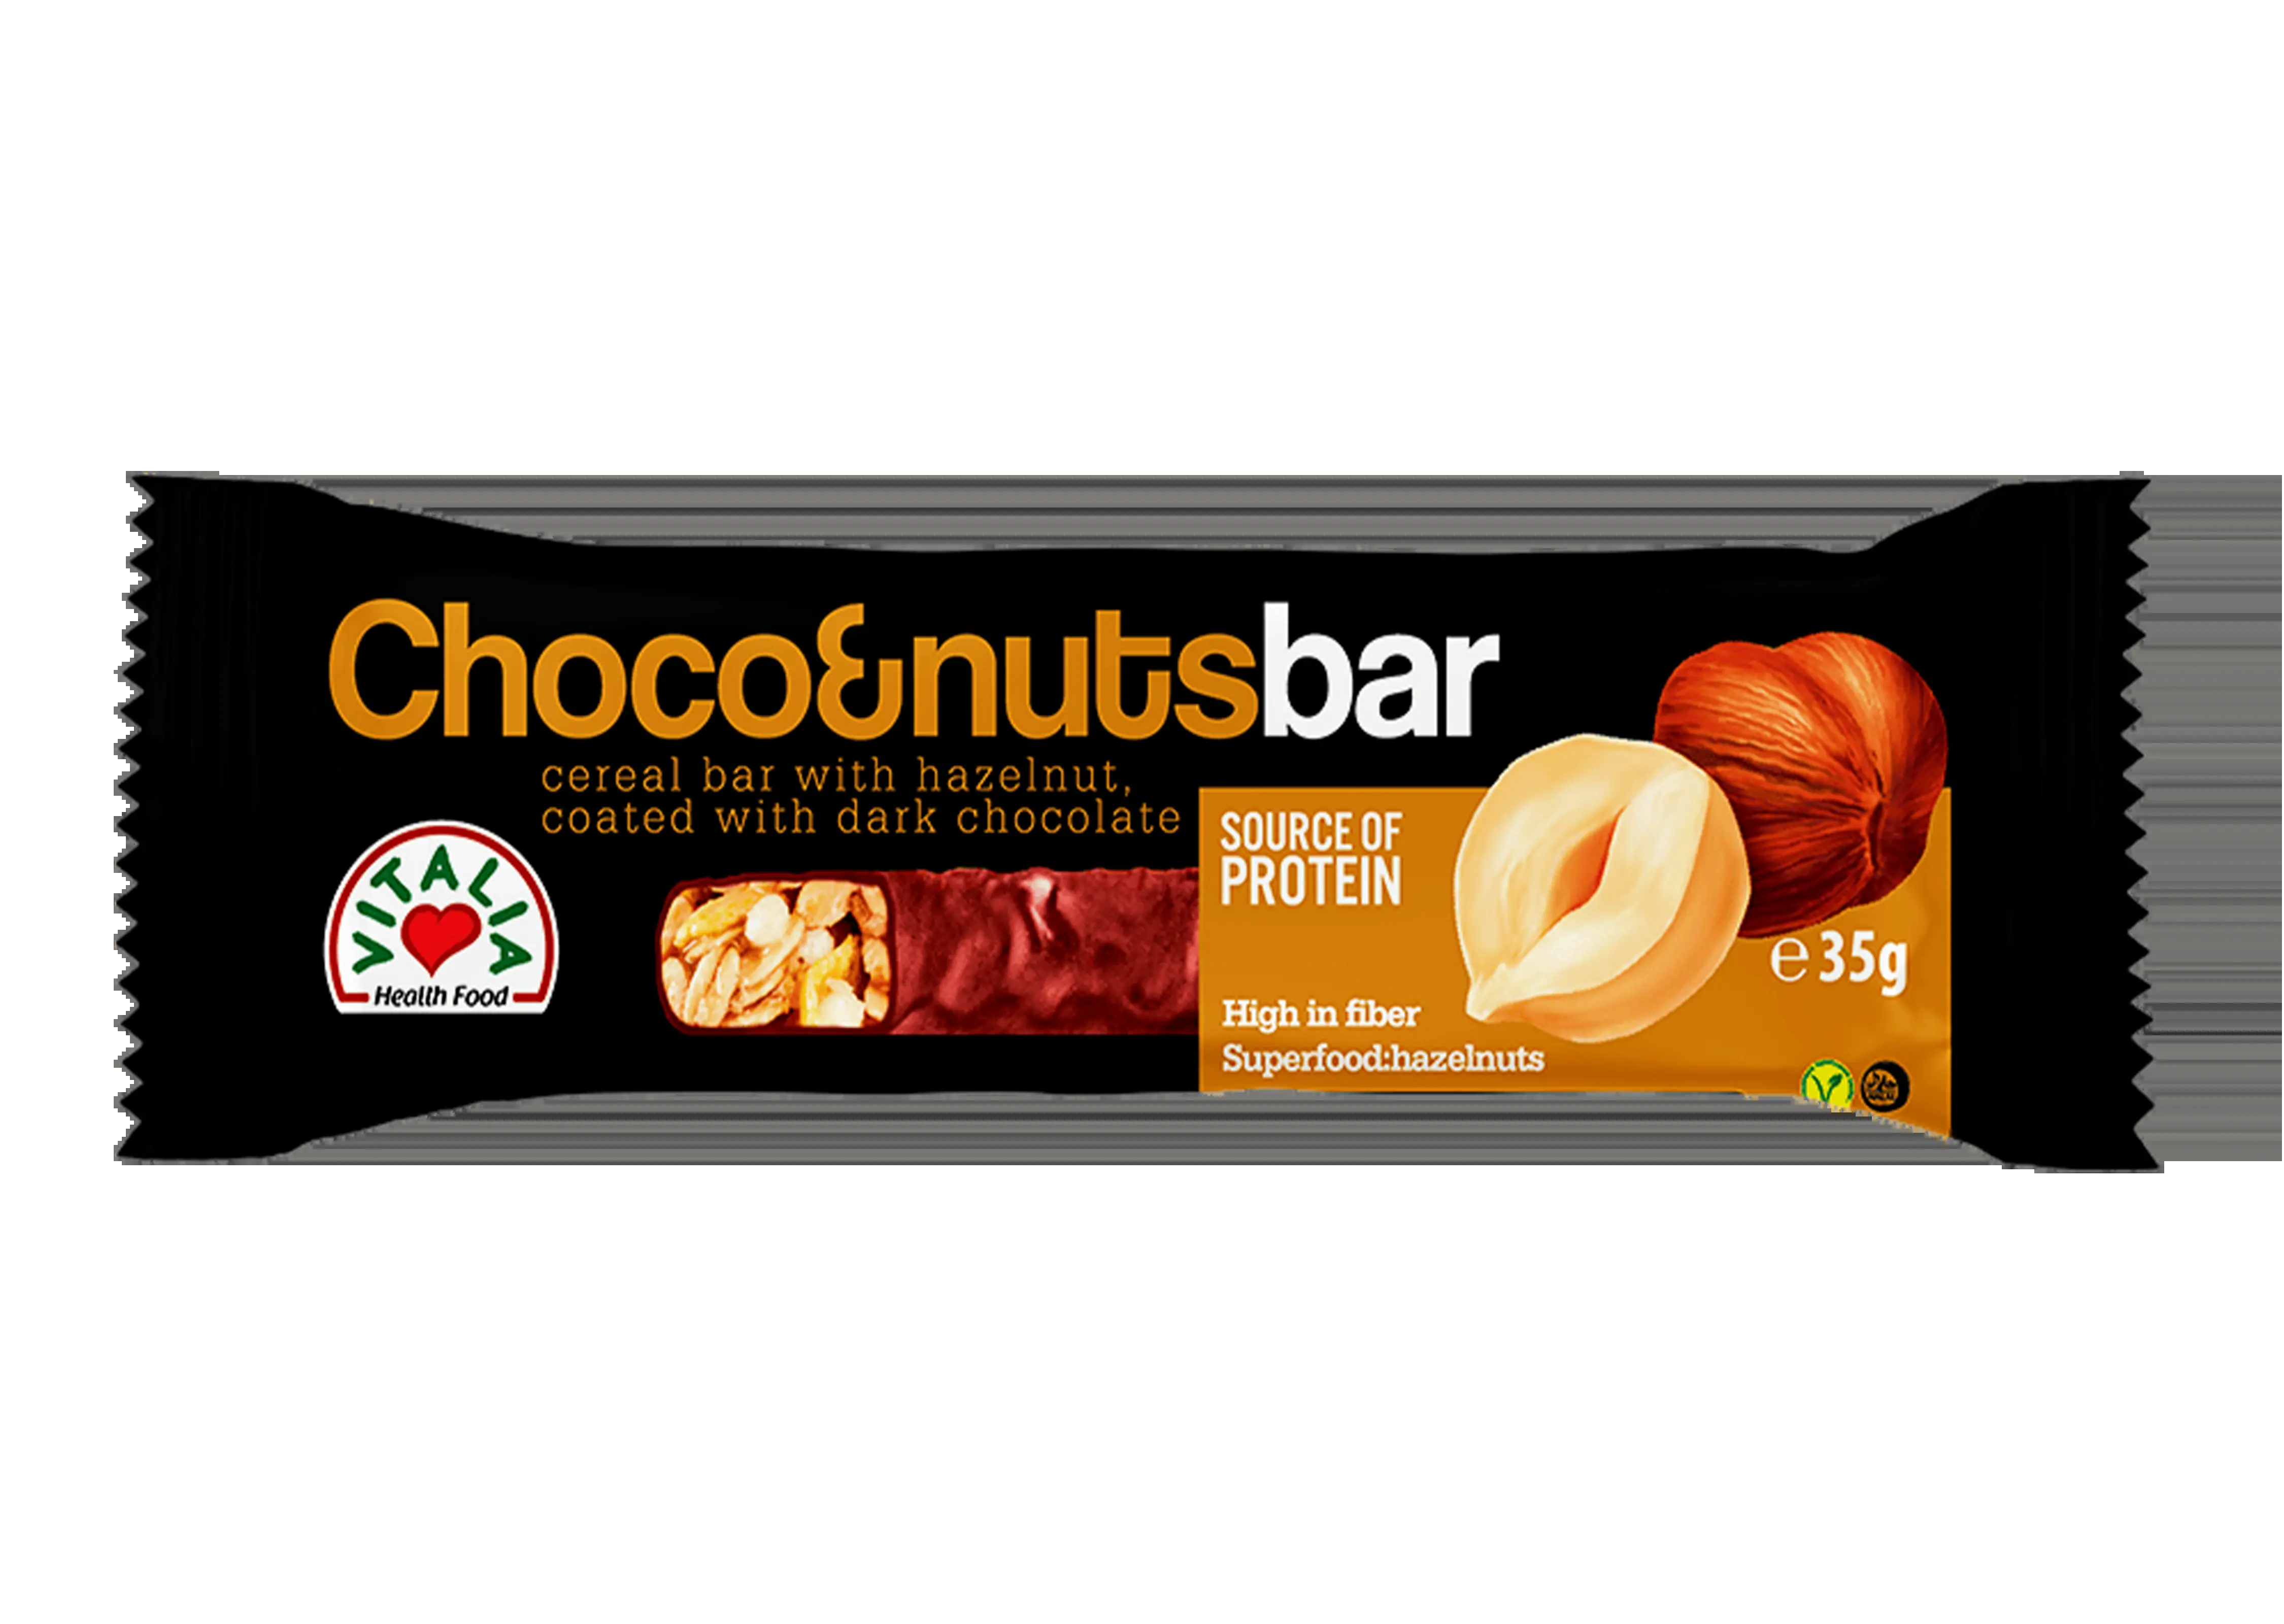 Choco&nutsbar
cereal bar with hazelnut,
coated with dark chocolate
VITALIA
Health Food
SOURCE OF
PROTEIN
High in fiber
Superfood:hazelnuts
℮ 35g